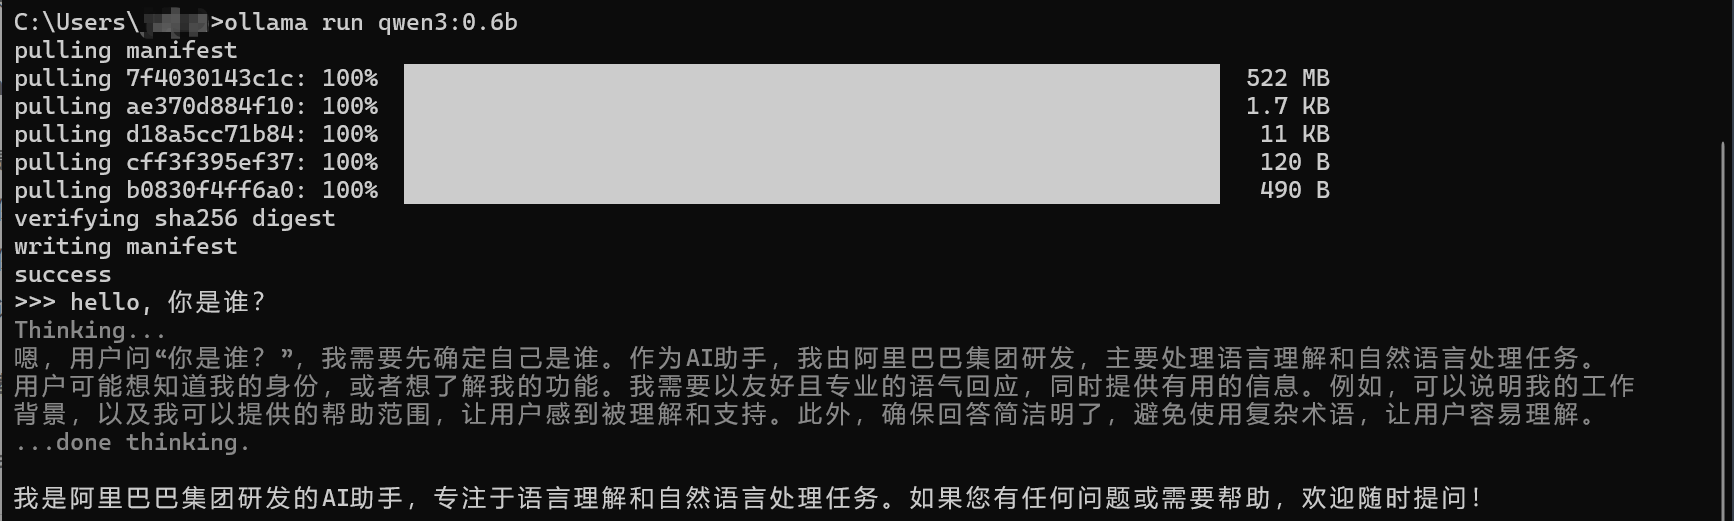 C:\Users\>ollama run qwen3:0.6b
pulling manifest
pulling 7f4030143c1c: 100% 522 MB
pulling ae370d884f10: 100% 1.7 KB
pulling d18a5cc71b84: 100% 11 KB
pulling cff3f395ef37: 100% 120 B
pulling b0830f4ff6a0: 100% 490 B
verifying sha256 digest
writing manifest
success
>>> hello, 你是谁？
Thinking...
嗯，用户问“你是谁？”，我需要先确定自己是谁。作为AI助手，我由阿里巴巴集团研发，主要处理语言理解和自然语言处理任务。
用户可能想知道我的身份，或者想了解我的功能。我需要以友好且专业的语气回应，同时提供有用的信息。例如，可以说明我的工作
背景，以及我可以提供的帮助范围，让用户感到被理解和支持。此外，确保回答简洁明了，避免使用复杂术语，让用户容易理解。
...done thinking.
我是阿里巴巴集团研发的AI助手，专注于语言理解和自然语言处理任务。如果您有任何问题或需要帮助，欢迎随时提问！